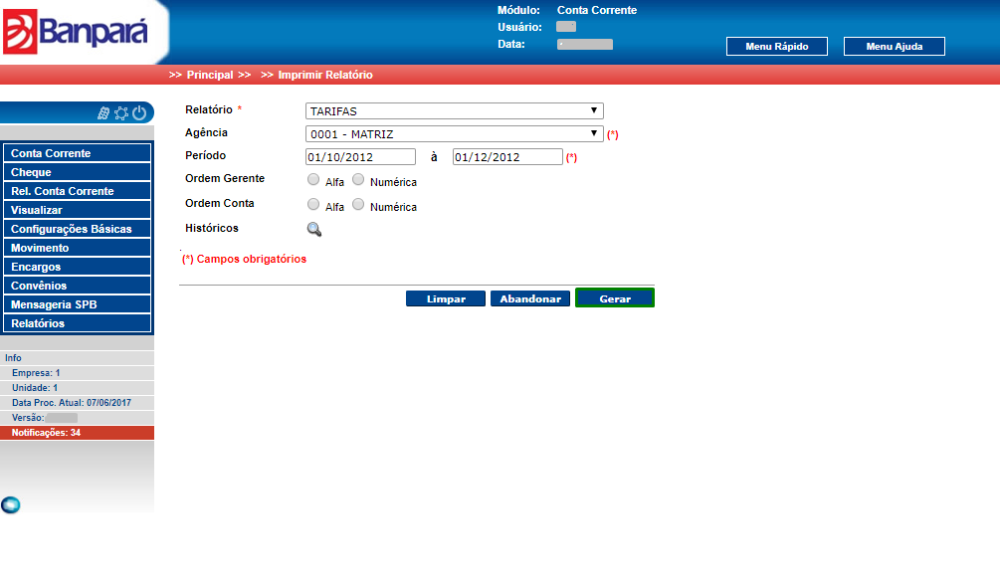 Banpará
Módulo: Conta Corrente
Usuário:
Data:
Menu Rápido Menu Ajuda
>> Principal >> >> Imprimir Relatório
Conta Corrente
Cheque
Rel. Conta Corrente
Visualizar
Configurações Básicas
Movimento
Encargos
Convênios
Mensageria SPB
Relatórios
Info
Empresa: 1
Unidade: 1
Data Proc. Atual: 07/06/2017
Versão:
Notificações: 34
Relatório * TARIFAS
Agência 0001 - MATRIZ (*)
Período 01/10/2012 à 01/12/2012 (*)
Ordem Gerente Alfa Numérica
Ordem Conta Alfa Numérica
Históricos
(*) Campos obrigatórios
Limpar Abandonar Gerar